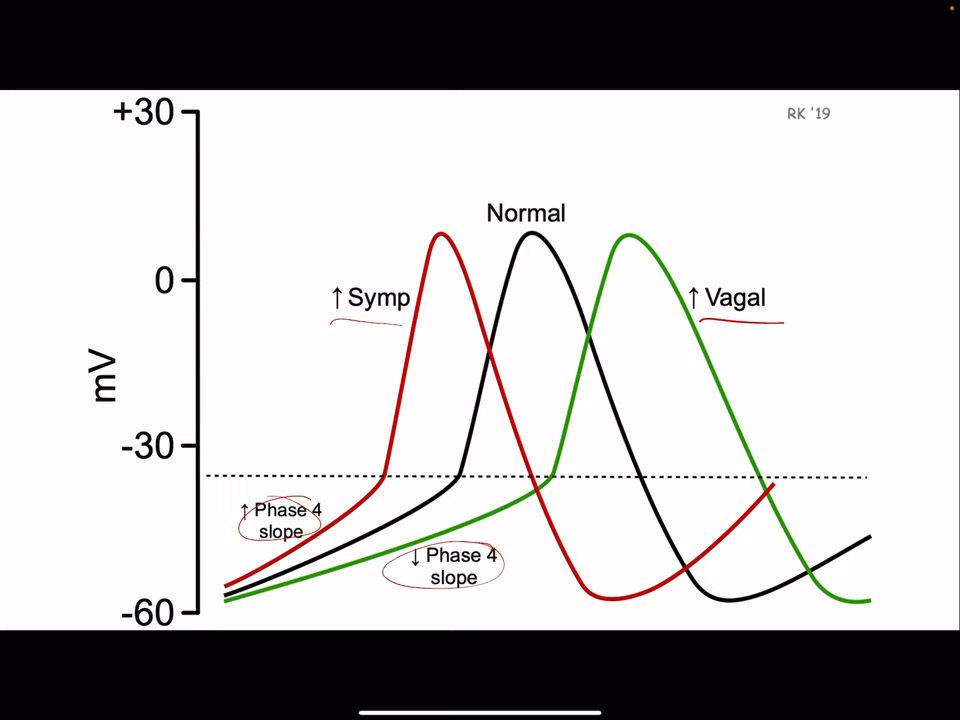 +30
RK '19
Normal
0
↑ Symp
↑ Vagal
mV
-30
↑ Phase 4
slope
↓ Phase 4
slope
-60